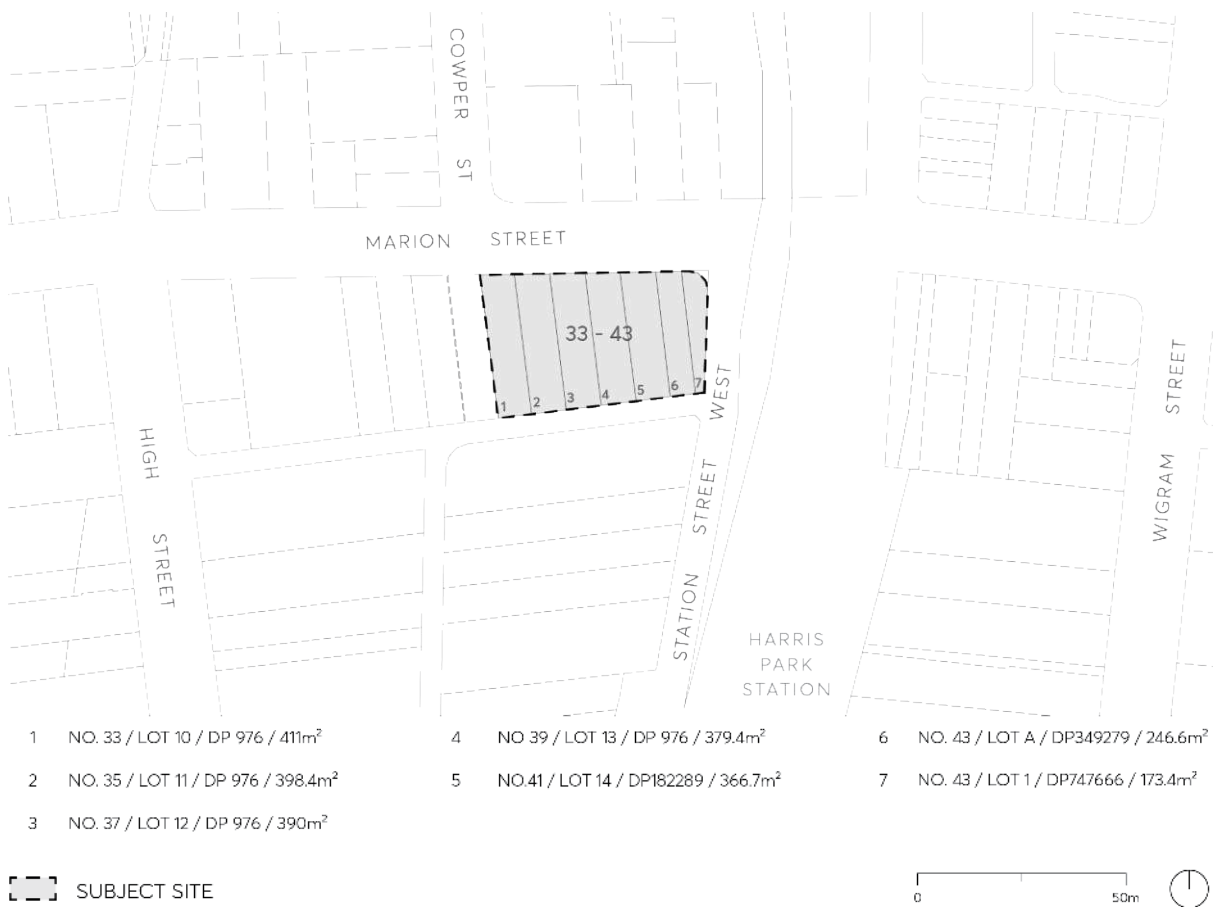 COWPER ST
MARION STREET
33 - 43
1 2 3 4 5 6 7
HIGH STREET
STATION STREET WEST
WIGRAM STREET
HARRIS
PARK
STATION
1 NO. 33 / LOT 10 / DP 976 / 411m²
2 NO. 35 / LOT 11 / DP 976 / 398.4m²
3 NO. 37 / LOT 12 / DP 976 / 390m²
4 NO 39 / LOT 13 / DP 976 / 379.4m²
5 NO.41 / LOT 14 / DP182289 / 366.7m²
6 NO. 43 / LOT A / DP349279 / 246.6m²
7 NO. 43 / LOT 1 / DP747666 / 173.4m²
SUBJECT SITE
0 50m